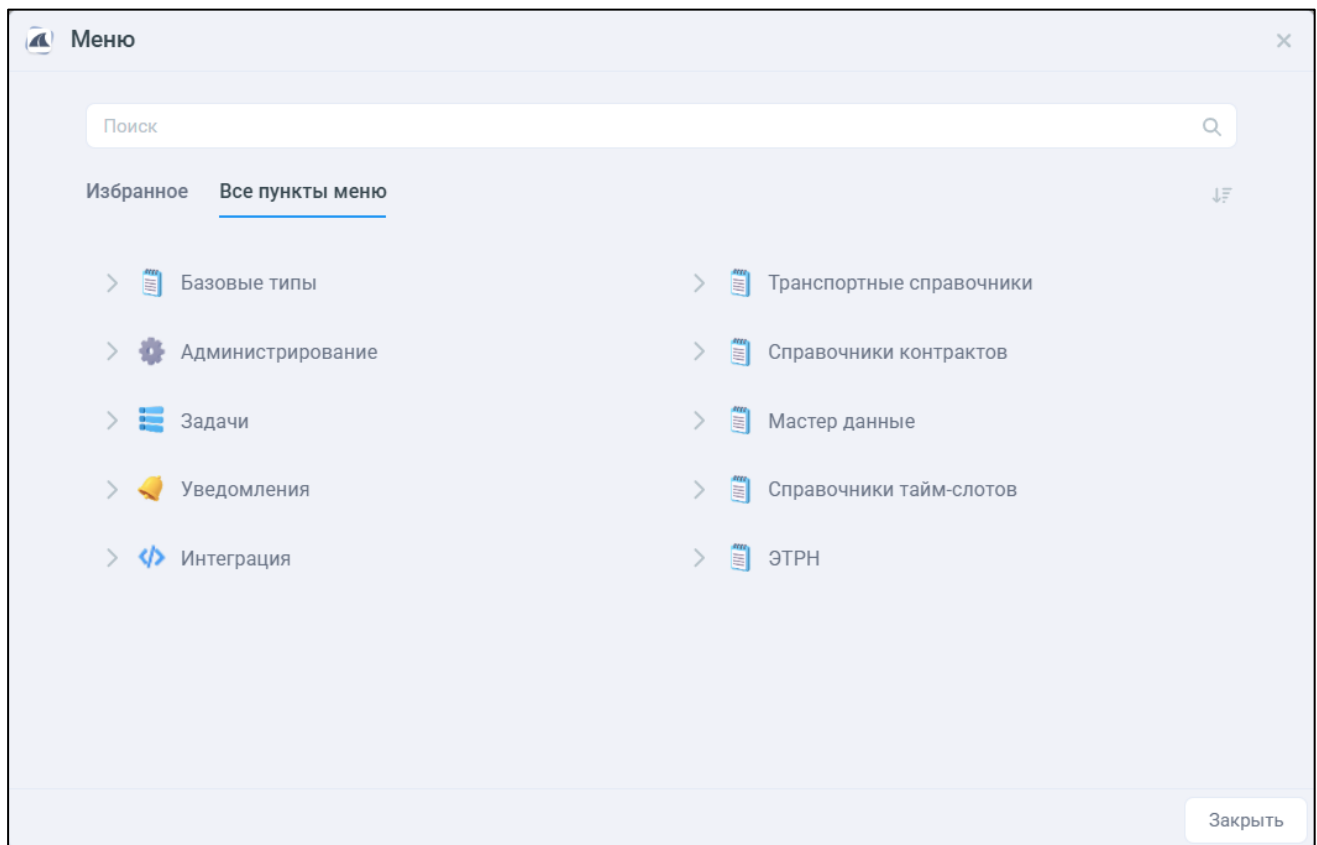 Меню
Поиск
Избранное Все пункты меню
Базовые типы
Администрирование
Задачи
Уведомления
Интеграция
Транспортные справочники
Справочники контрактов
Мастер данные
Справочники тайм-слотов
ЭТРН
Закрыть